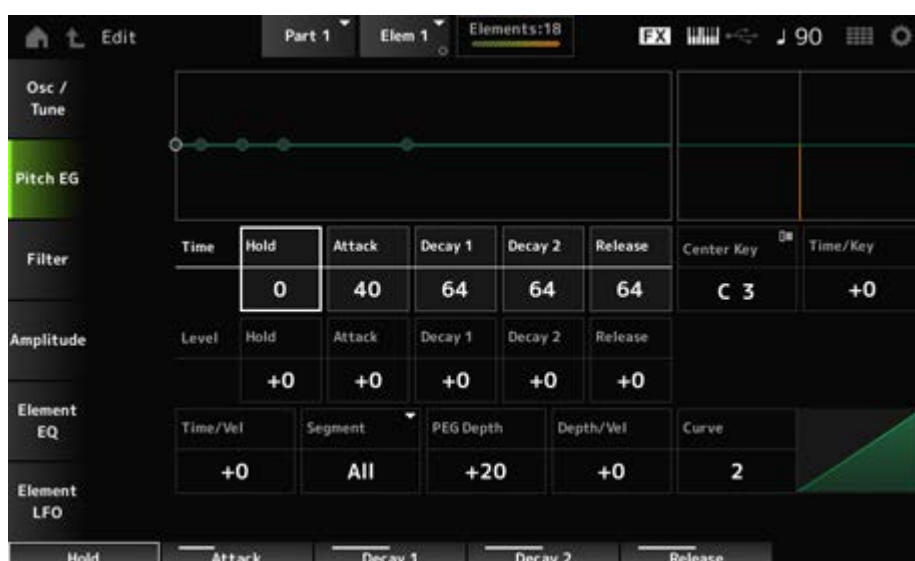 Edit
Part 1
Elem 1
Elements:18
FX
90
Osc /
Tune
Pitch EG
Filter
Amplitude
Element
EQ
Element
LFO
Time Hold Attack Decay 1 Decay 2 Release Center Key Time/Key
0 40 64 64 64 C 3 +0
Level Hold Attack Decay 1 Decay 2 Release
+0 +0 +0 +0 +0
Time/Vel Segment PEG Depth Depth/Vel Curve
+0 All +20 +0 2
Hold Attack Decay 1 Decay 2 Release